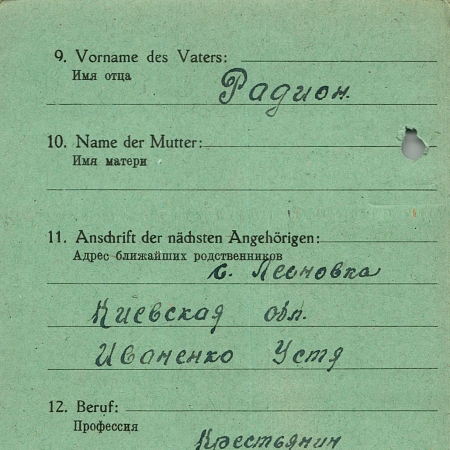 9. Vorname des Vaters:
Имя отца
Радион.
10. Name der Mutter:
Имя матери
11. Anschrift der nächsten Angehörigen:
Адрес ближайших родственников
с. Леоновка
Киевская обл.
Иваненко Устя
12. Beruf:
Профессия
Крестьянин